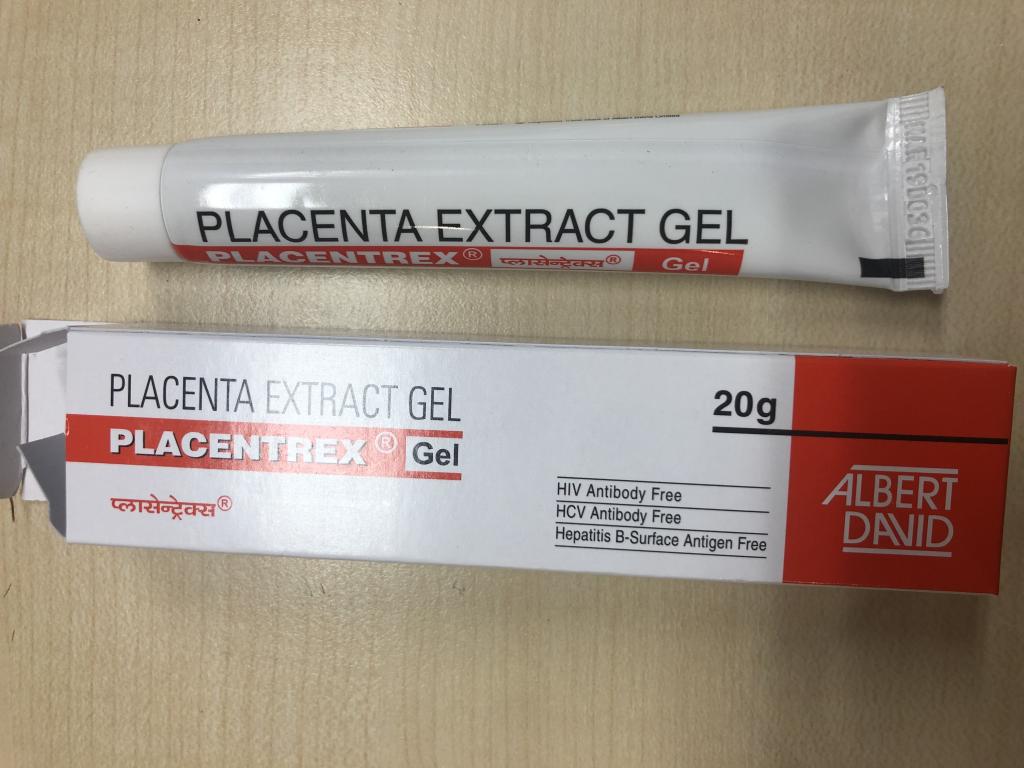 PLACENTA EXTRACT GEL
PLACENTREX® प्लासेन्ट्रेक्स® Gel
PLACENTA EXTRACT GEL
PLACENTREX® Gel
प्लासेन्ट्रेक्स®
20g
HIV Antibody Free
HCV Antibody Free
Hepatitis B-Surface Antigen Free
ALBERT
DAVID